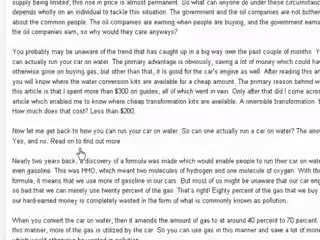 supply being limited, this rise in price is almost permanent. So what can anyone do under these circumstanc
depends wholly on an individual to tackle this situation. The government and the oil companies are not bother
about the common people. The oil companies are earning when people are buying, and the government earns
the oil companies earn, so why would they care anyways?
You probably may be unaware of the trend that has caught up in a big way over the past couple of months. Y
can actually run your car on water. The primary advantage is obviously, saving a lot of money which could hav
otherwise gone on buying gas, but other than that, it is good for the car's engine as well. After reading this ar
you will know where the water conversion kits are available for a cheap amount. The primary reason behind w
this article is that I spent more than $300 on guides, all of which went in vain. Only after that did I come acros
article which enabled me to know where cheap transformation kits are available. A reversible transformation. t
How much does that cost? Less than $200.
Now let me get back to how you can run your car on water. So can one actually run a car on water? The answ
Yes, and no. Read on to find out more
Nearly two years back, a discovery of a formula was made which would enable people to run their car on wate
even gasoline. This was HHO, which meant two molecules of hydrogen and one molecule of oxygen. With this
formula, it means that we use more of gasoline in our cars. But most of us might be unaware that our car eng
so bad that we can merely use twenty percent of the gas. That's right! Eighty percent of the gas that we buy
our hard-earned money is completely wasted in the form of what is commonly known as pollution.
When you convert the car on water, then it amends the amount of gas to at around 40 percent to 70 percent
this manner, more of the gas is utilized by the car. So you can use gas in this manner and save a lot of money